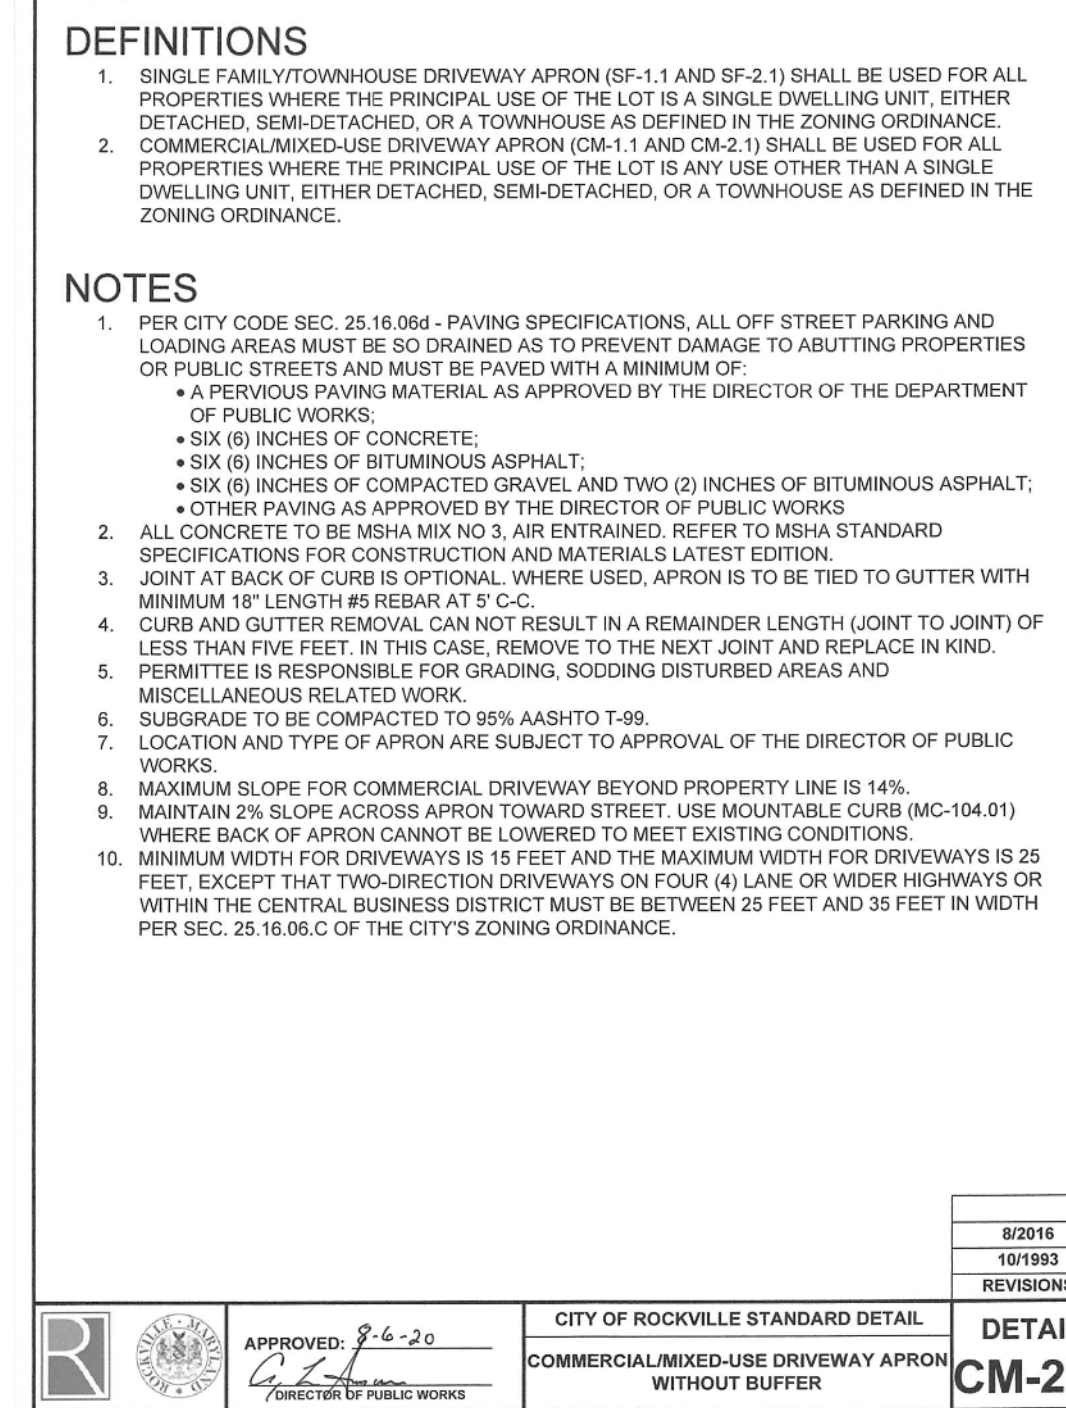 DEFINITIONS
1. SINGLE FAMILY/TOWNHOUSE DRIVEWAY APRON (SF-1.1 AND SF-2.1) SHALL BE USED FOR ALL
PROPERTIES WHERE THE PRINCIPAL USE OF THE LOT IS A SINGLE DWELLING UNIT, EITHER
DETACHED, SEMI-DETACHED, OR A TOWNHOUSE AS DEFINED IN THE ZONING ORDINANCE.
2. COMMERCIAL/MIXED-USE DRIVEWAY APRON (CM-1.1 AND CM-2.1) SHALL BE USED FOR ALL
PROPERTIES WHERE THE PRINCIPAL USE OF THE LOT IS ANY USE OTHER THAN A SINGLE
DWELLING UNIT, EITHER DETACHED, SEMI-DETACHED, OR A TOWNHOUSE AS DEFINED IN THE
ZONING ORDINANCE.
NOTES
1. PER CITY CODE SEC. 25.16.06d - PAVING SPECIFICATIONS, ALL OFF STREET PARKING AND
LOADING AREAS MUST BE SO DRAINED AS TO PREVENT DAMAGE TO ABUTTING PROPERTIES
OR PUBLIC STREETS AND MUST BE PAVED WITH A MINIMUM OF:
• A PERVIOUS PAVING MATERIAL AS APPROVED BY THE DIRECTOR OF THE DEPARTMENT
OF PUBLIC WORKS;
• SIX (6) INCHES OF CONCRETE;
• SIX (6) INCHES OF BITUMINOUS ASPHALT;
• SIX (6) INCHES OF COMPACTED GRAVEL AND TWO (2) INCHES OF BITUMINOUS ASPHALT;
• OTHER PAVING AS APPROVED BY THE DIRECTOR OF PUBLIC WORKS
2. ALL CONCRETE TO BE MSHA MIX NO 3, AIR ENTRAINED. REFER TO MSHA STANDARD
SPECIFICATIONS FOR CONSTRUCTION AND MATERIALS LATEST EDITION.
3. JOINT AT BACK OF CURB IS OPTIONAL. WHERE USED, APRON IS TO BE TIED TO GUTTER WITH
MINIMUM 18" LENGTH #5 REBAR AT 5' C-C.
4. CURB AND GUTTER REMOVAL CAN NOT RESULT IN A REMAINDER LENGTH (JOINT TO JOINT) OF
LESS THAN FIVE FEET. IN THIS CASE, REMOVE TO THE NEXT JOINT AND REPLACE IN KIND.
5. PERMITTEE IS RESPONSIBLE FOR GRADING, SODDING DISTURBED AREAS AND
MISCELLANEOUS RELATED WORK.
6. SUBGRADE TO BE COMPACTED TO 95% AASHTO T-99.
7. LOCATION AND TYPE OF APRON ARE SUBJECT TO APPROVAL OF THE DIRECTOR OF PUBLIC
WORKS.
8. MAXIMUM SLOPE FOR COMMERCIAL DRIVEWAY BEYOND PROPERTY LINE IS 14%.
9. MAINTAIN 2% SLOPE ACROSS APRON TOWARD STREET. USE MOUNTABLE CURB (MC-104.01)
WHERE BACK OF APRON CANNOT BE LOWERED TO MEET EXISTING CONDITIONS.
10. MINIMUM WIDTH FOR DRIVEWAYS IS 15 FEET AND THE MAXIMUM WIDTH FOR DRIVEWAYS IS 25
FEET, EXCEPT THAT TWO-DIRECTION DRIVEWAYS ON FOUR (4) LANE OR WIDER HIGHWAYS OR
WITHIN THE CENTRAL BUSINESS DISTRICT MUST BE BETWEEN 25 FEET AND 35 FEET IN WIDTH
PER SEC. 25.16.06.C OF THE CITY'S ZONING ORDINANCE.
8/2016
10/1993
REVISIONS
R
ROCKVILLE • MARYLAND
APPROVED: 8-6-20
DIRECTOR OF PUBLIC WORKS
CITY OF ROCKVILLE STANDARD DETAIL
COMMERCIAL/MIXED-USE DRIVEWAY APRON
WITHOUT BUFFER
DETAI
CM-2